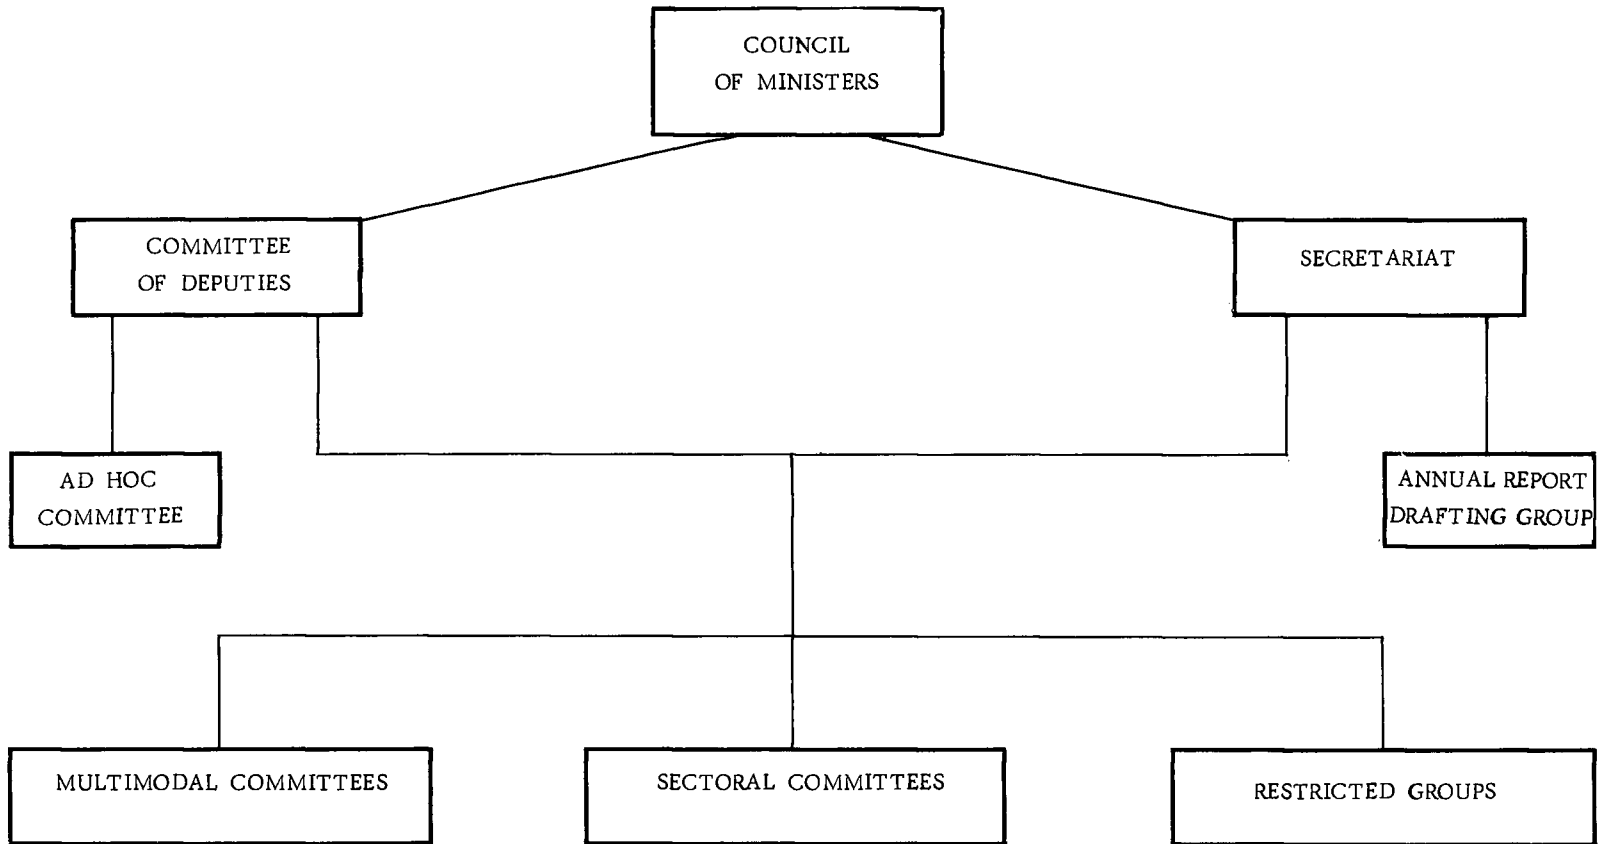 COUNCIL
OF MINISTERS
COMMITTEE
OF DEPUTIES
SECRETARIAT
AD HOC
COMMITTEE
ANNUAL REPORT
DRAFTING GROUP
MULTIMODAL COMMITTEES
SECTORAL COMMITTEES
RESTRICTED GROUPS